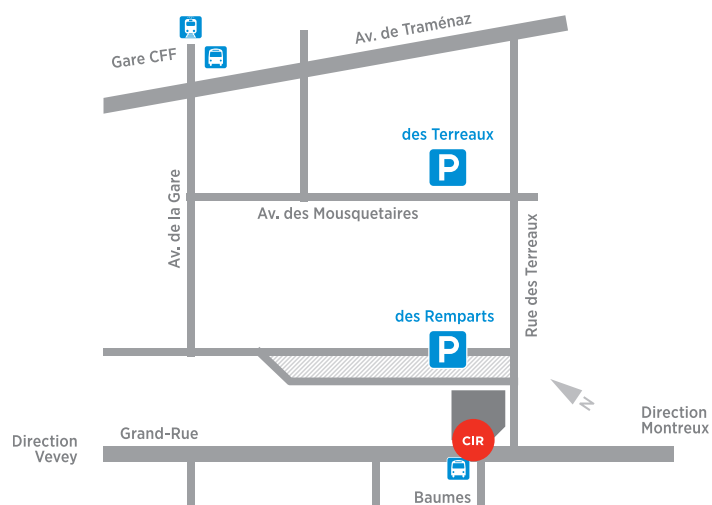 Av. de Traménaz
Gare CFF
des Terreaux
P
Av. de la Gare
Av. des Mousquetaires
Rue des Terreaux
des Remparts
P
N
Direction
Montreux
Grand-Rue
Direction
Vevey
CIR
Baumes